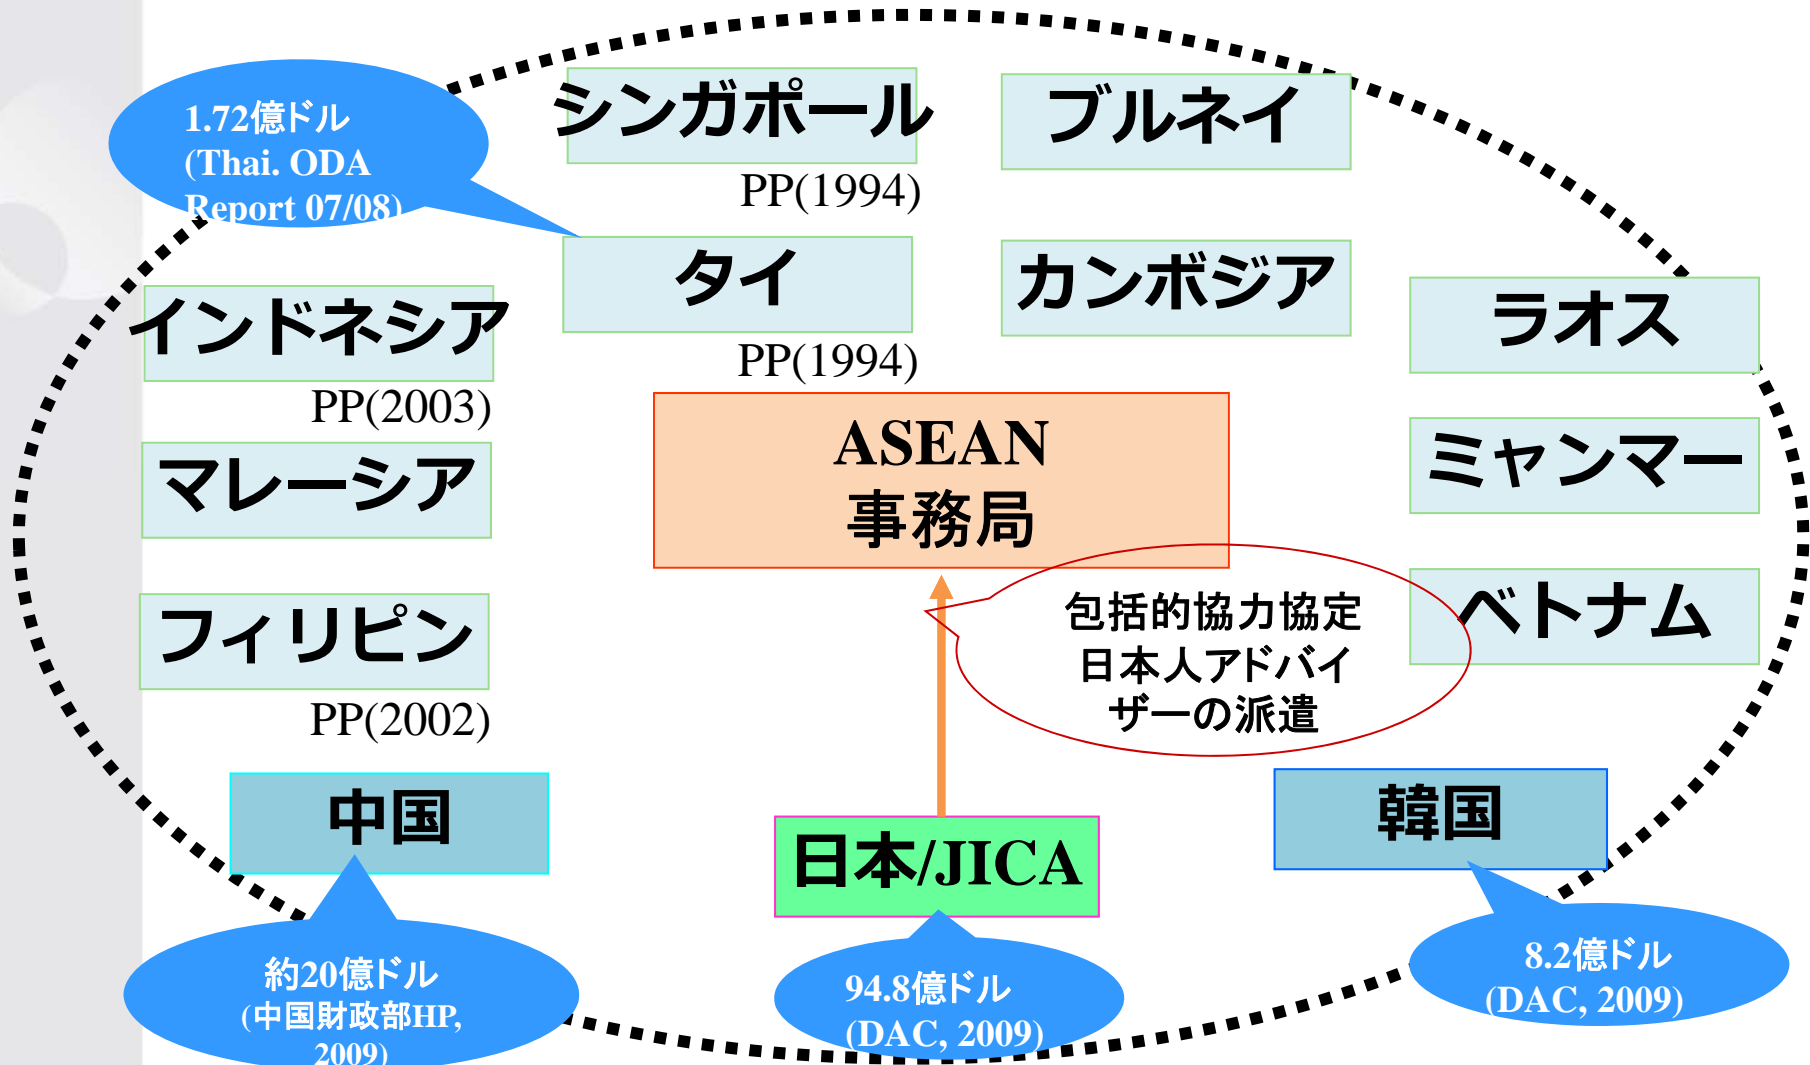 1.72億ドル
(Thai. ODA
Report 07/08)
シンガポール
PP(1994)
ブルネイ
タイ
PP(1994)
カンボジア
インドネシア
PP(2003)
ラオス
マレーシア
ASEAN
事務局
ミャンマー
フィリピン
PP(2002)
包括的協力協定
日本人アドバイ
ザーの派遣
ベトナム
中国
日本/JICA
韓国
約20億ドル
(中国財政部HP,
2009)
94.8億ドル
(DAC, 2009)
8.2億ドル
(DAC, 2009)